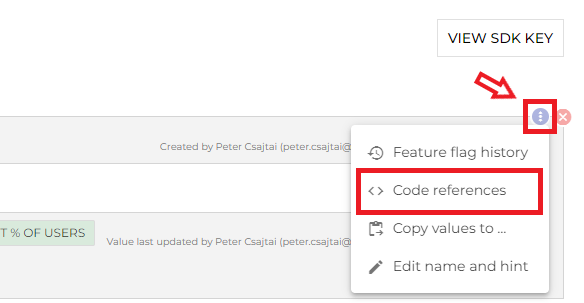 VIEW SDK KEY
Created by Peter Csajtai (peter.csajtai@
Feature flag history
Code references
T % OF USERS
Value last updated by Peter Csajtai (peter.csajtai@
Copy values to ...
Edit name and hint